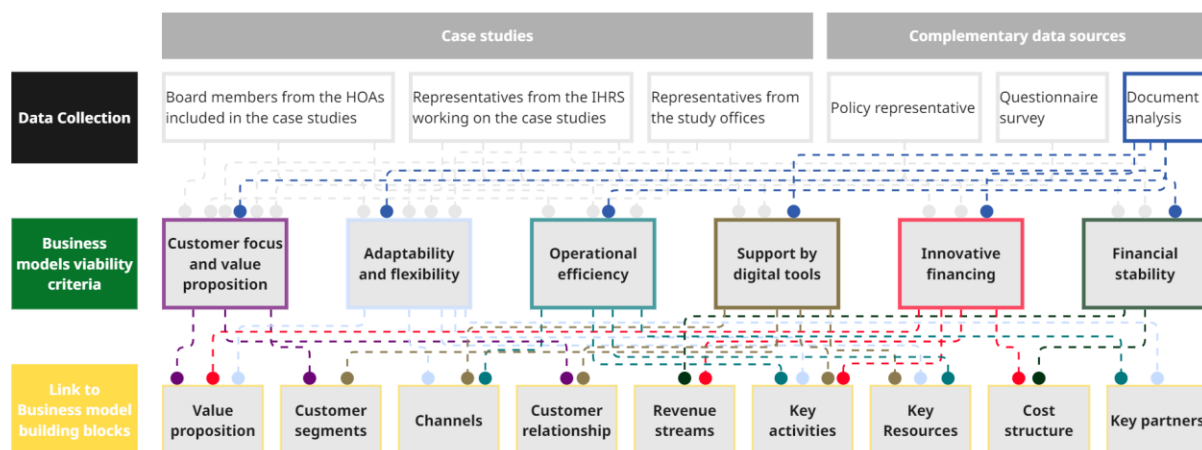 Case studies
Complementary data sources
Data Collection
Board members from the HOAs
included in the case studies
Representatives from the IHRS
working on the case studies
Representatives from
the study offices
Policy representative
Questionnaire
survey
Document
analysis
Business
models viability
criteria
Customer focus
and value
proposition
Adaptability
and flexibility
Operational
efficiency
Support by
digital tools
Innovative
financing
Financial
stability
Link to
Business model
building blocks
Value
proposition
Customer
segments
Channels
Customer
relationship
Revenue
streams
Key
activities
Key
Resources
Cost
structure
Key partners